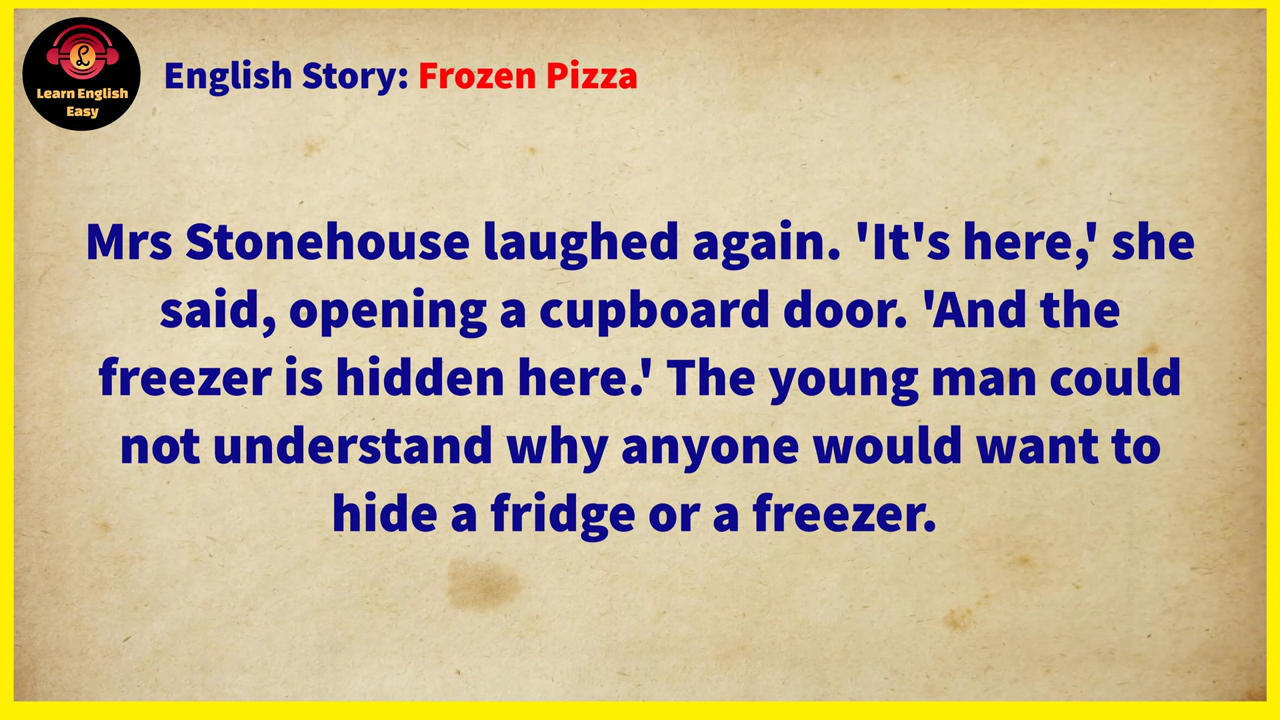 Learn English
Easy
English Story: Frozen Pizza
Mrs Stonehouse laughed again. 'It's here,' she
said, opening a cupboard door. 'And the
freezer is hidden here.' The young man could
not understand why anyone would want to
hide a fridge or a freezer.